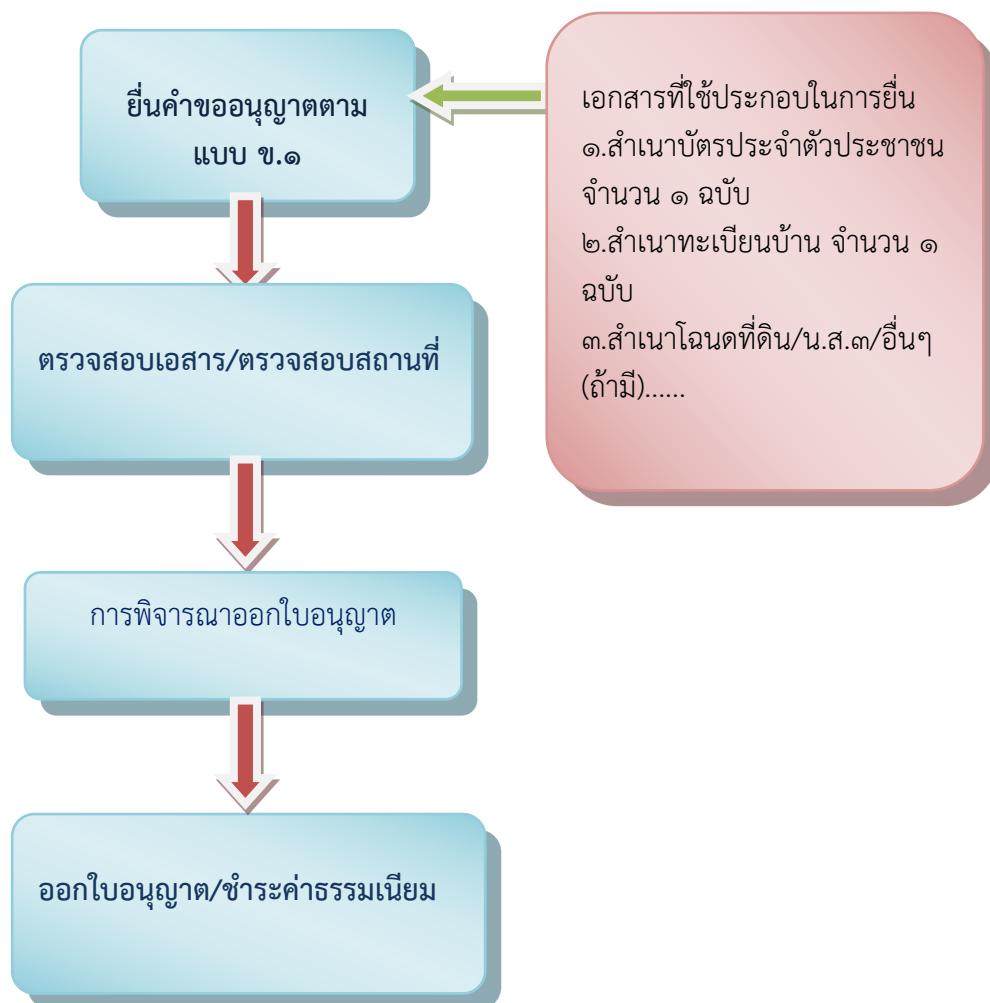 ยื่นคำขออนุญาตตาม
แบบ ข.๑
เอกสารที่ใช้ประกอบในการยื่น
๑.สำเนาบัตรประจำตัวประชาชน
จำนวน ๑ ฉบับ
๒.สำเนาทะเบียนบ้าน จำนวน ๑
ฉบับ
๓.สำเนาโฉนดที่ดิน/น.ส.๓/อื่นๆ
(ถ้ามี)......
ตรวจสอบเอสาร/ตรวจสอบสถานที่
การพิจารณาออกใบอนุญาต
ออกใบอนุญาต/ชำระค่าธรรมเนียม